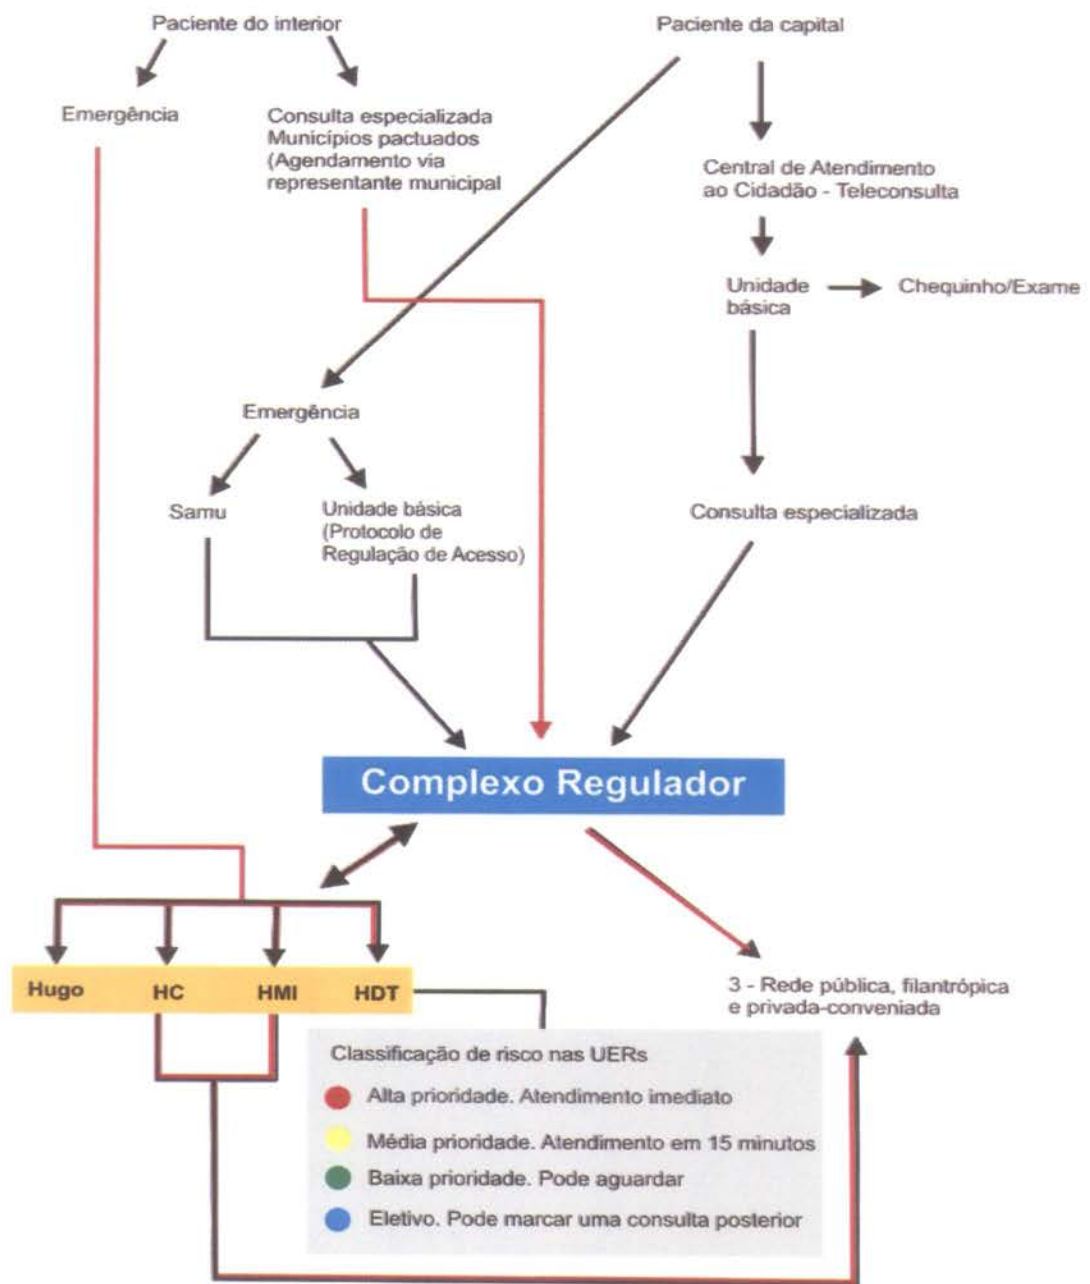 Paciente do interior
Paciente da capital
Emergência
Consulta especializada
Municípios pactuados
(Agendamento via
representante municipal
Central de Atendimento
ao Cidadão - Teleconsulta
Unidade
básica
Chequinho/Exame
Emergência
Samu
Unidade básica
(Protocolo de
Regulação de Acesso)
Consulta especializada
Complexo Regulador
Hugo
HC
HMI
HDT
3 - Rede pública, filantrópica
e privada-conveniada
Classificação de risco nas UERs
Alta prioridade. Atendimento imediato
Média prioridade. Atendimento em 15 minutos
Baixa prioridade. Pode aguardar
Eletivo. Pode marcar uma consulta posterior